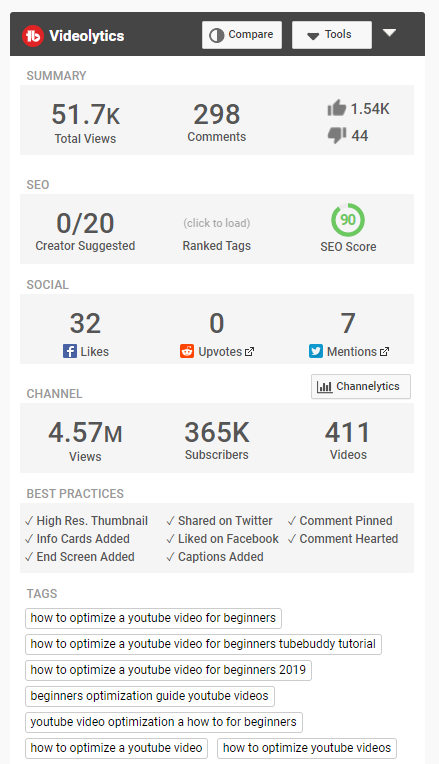 Videolytics Compare Tools
SUMMARY
51.7K 298 1.54K
Total Views Comments 44
SEO
0/20 (click to load) 90
Creator Suggested Ranked Tags SEO Score
SOCIAL
32 0 7
Likes Upvotes Mentions
CHANNEL Channelytics
4.57M 365K 411
Views Subscribers Videos
BEST PRACTICES
✓ High Res. Thumbnail ✓ Shared on Twitter ✓ Comment Pinned
✓ Info Cards Added ✓ Liked on Facebook ✓ Comment Hearted
✓ End Screen Added ✓ Captions Added
TAGS
how to optimize a youtube video for beginners
how to optimize a youtube video for beginners tubebuddy tutorial
how to optimize a youtube video for beginners 2019
beginners optimization guide youtube videos
youtube video optimization a how to for beginners
how to optimize a youtube video how to optimize youtube videos